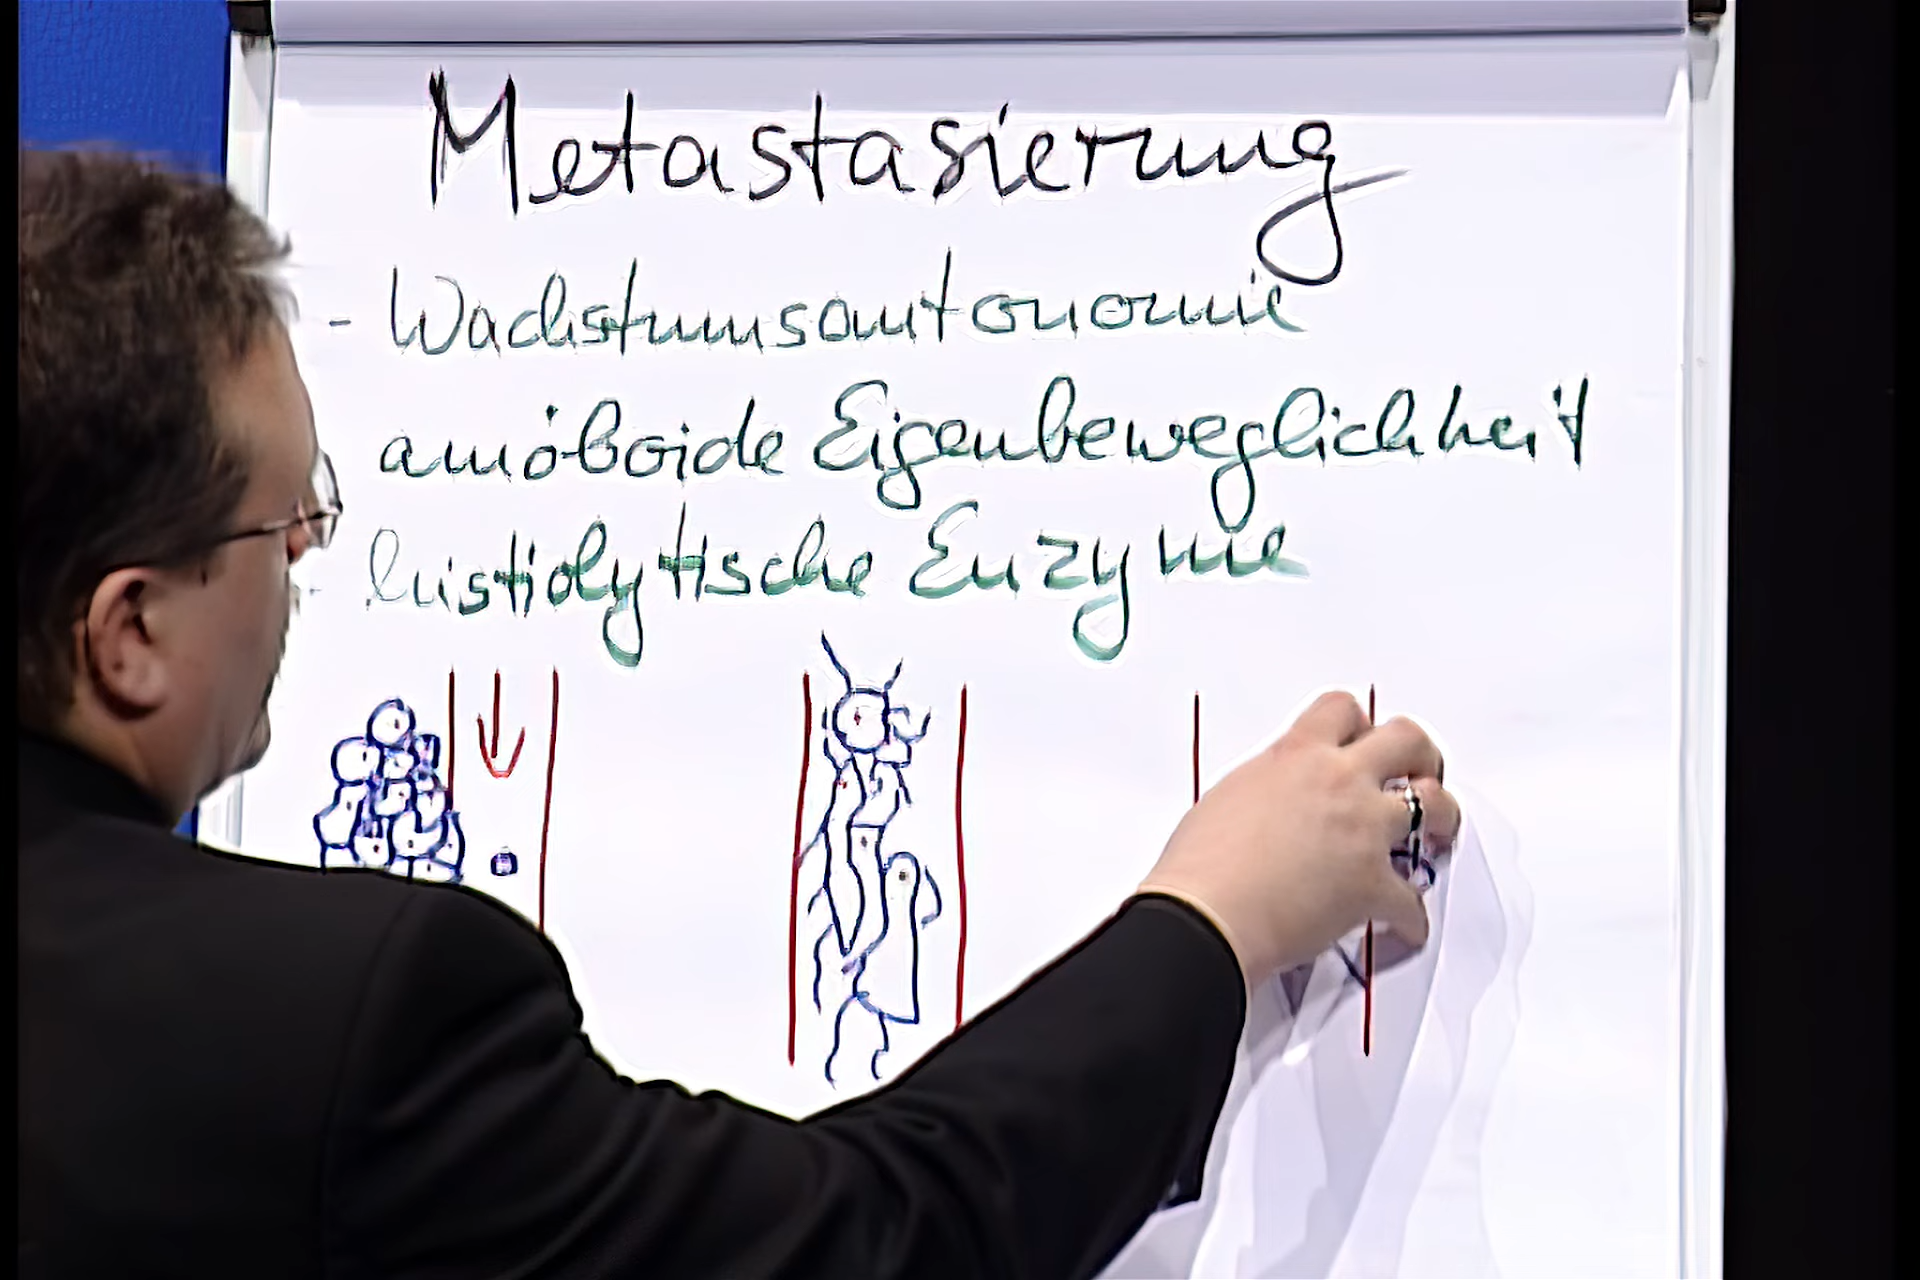 Metastasierung
- Wachstumsautonomie
amöboide Eigenbeweglichkeit
- histiolytische Enzyme